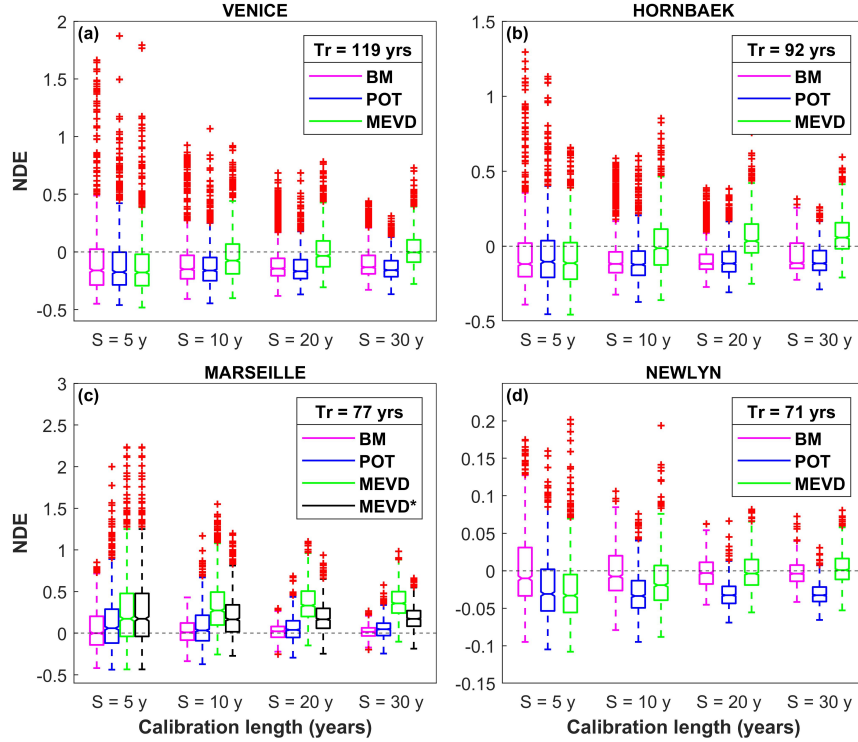 VENICE
(a)
Tr = 119 yrs
BM
POT
MEVD
NDE
2
1.5
1
0.5
0
-0.5
S = 5 y S = 10 y S = 20 y S = 30 y
HORNBAEK
(b)
Tr = 92 yrs
BM
POT
MEVD
1.5
1
0.5
0
-0.5
S = 5 y S = 10 y S = 20 y S = 30 y
MARSEILLE
(c)
Tr = 77 yrs
BM
POT
MEVD
MEVD*
NDE
3
2.5
2
1.5
1
0.5
0
-0.5
S = 5 y S = 10 y S = 20 y S = 30 y
Calibration length (years)
NEWLYN
(d)
Tr = 71 yrs
BM
POT
MEVD
0.2
0.15
0.1
0.05
0
-0.05
-0.1
-0.15
S = 5 y S = 10 y S = 20 y S = 30 y
Calibration length (years)